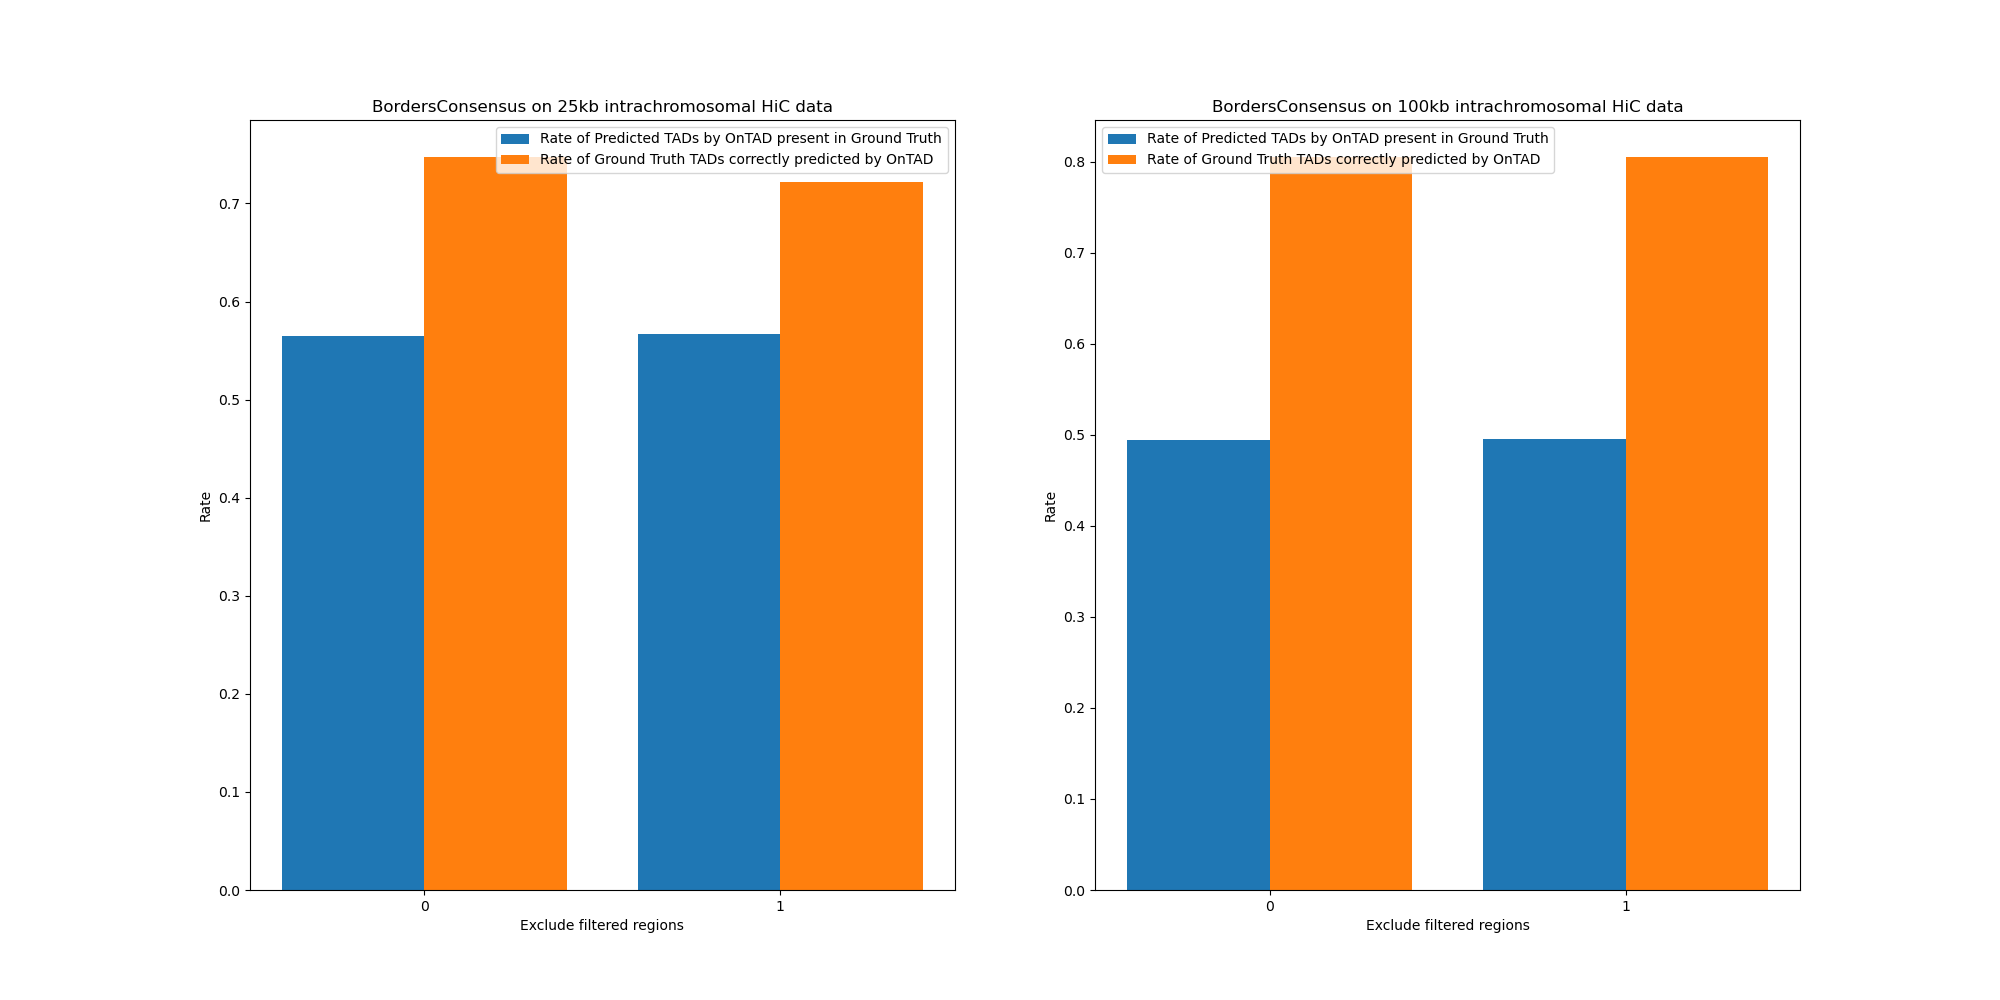 BordersConsensus on 25kb intrachromosomal HiC data
Rate of Predicted TADs by OnTAD present in Ground Truth
Rate of Ground Truth TADs correctly predicted by OnTAD
0.7
0.6
0.5
0.4
0.3
0.2
0.1
0.0
Rate
0 1
Exclude filtered regions
BordersConsensus on 100kb intrachromosomal HiC data
Rate of Predicted TADs by OnTAD present in Ground Truth
Rate of Ground Truth TADs correctly predicted by OnTAD
0.8
0.7
0.6
0.5
0.4
0.3
0.2
0.1
0.0
Rate
0 1
Exclude filtered regions